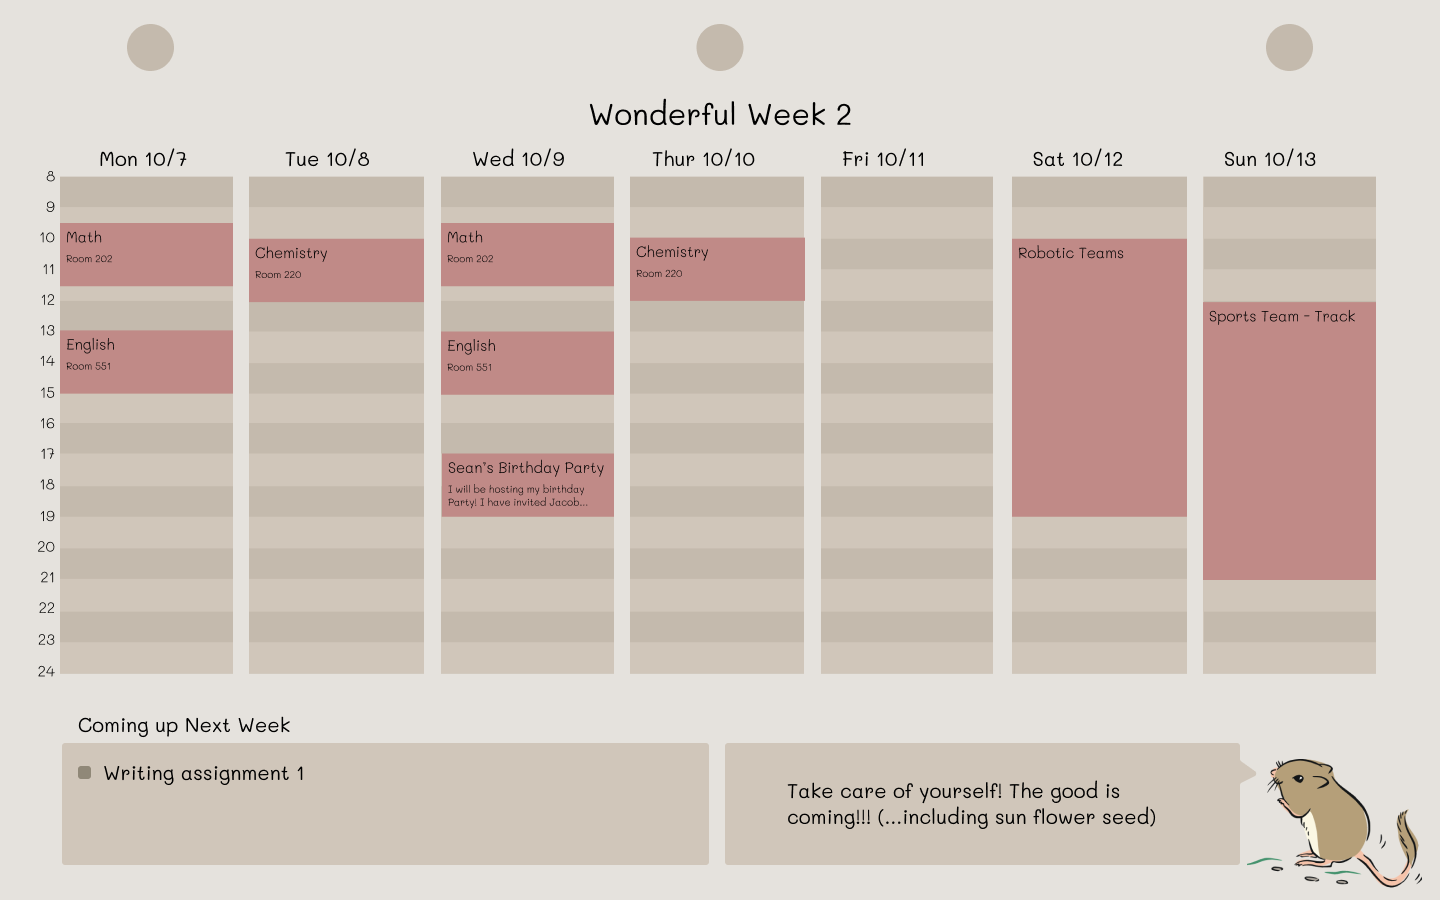 Wonderful Week 2
Mon 10/7
Tue 10/8
Wed 10/9
Thur 10/10
Fri 10/11
Sat 10/12
Sun 10/13
8
9
10
11
12
13
14
15
16
17
18
19
20
21
22
23
24
Math
Room 202
English
Room 551
Chemistry
Room 220
Math
Room 202
English
Room 551
Sean's Birthday Party
I will be hosting my birthday
Party! I have invited Jacob...
Chemistry
Room 220
Robotic Teams
Sports Team - Track
Coming up Next Week
Writing assignment 1
Take care of yourself! The good is
coming!!! (...including sun flower seed)